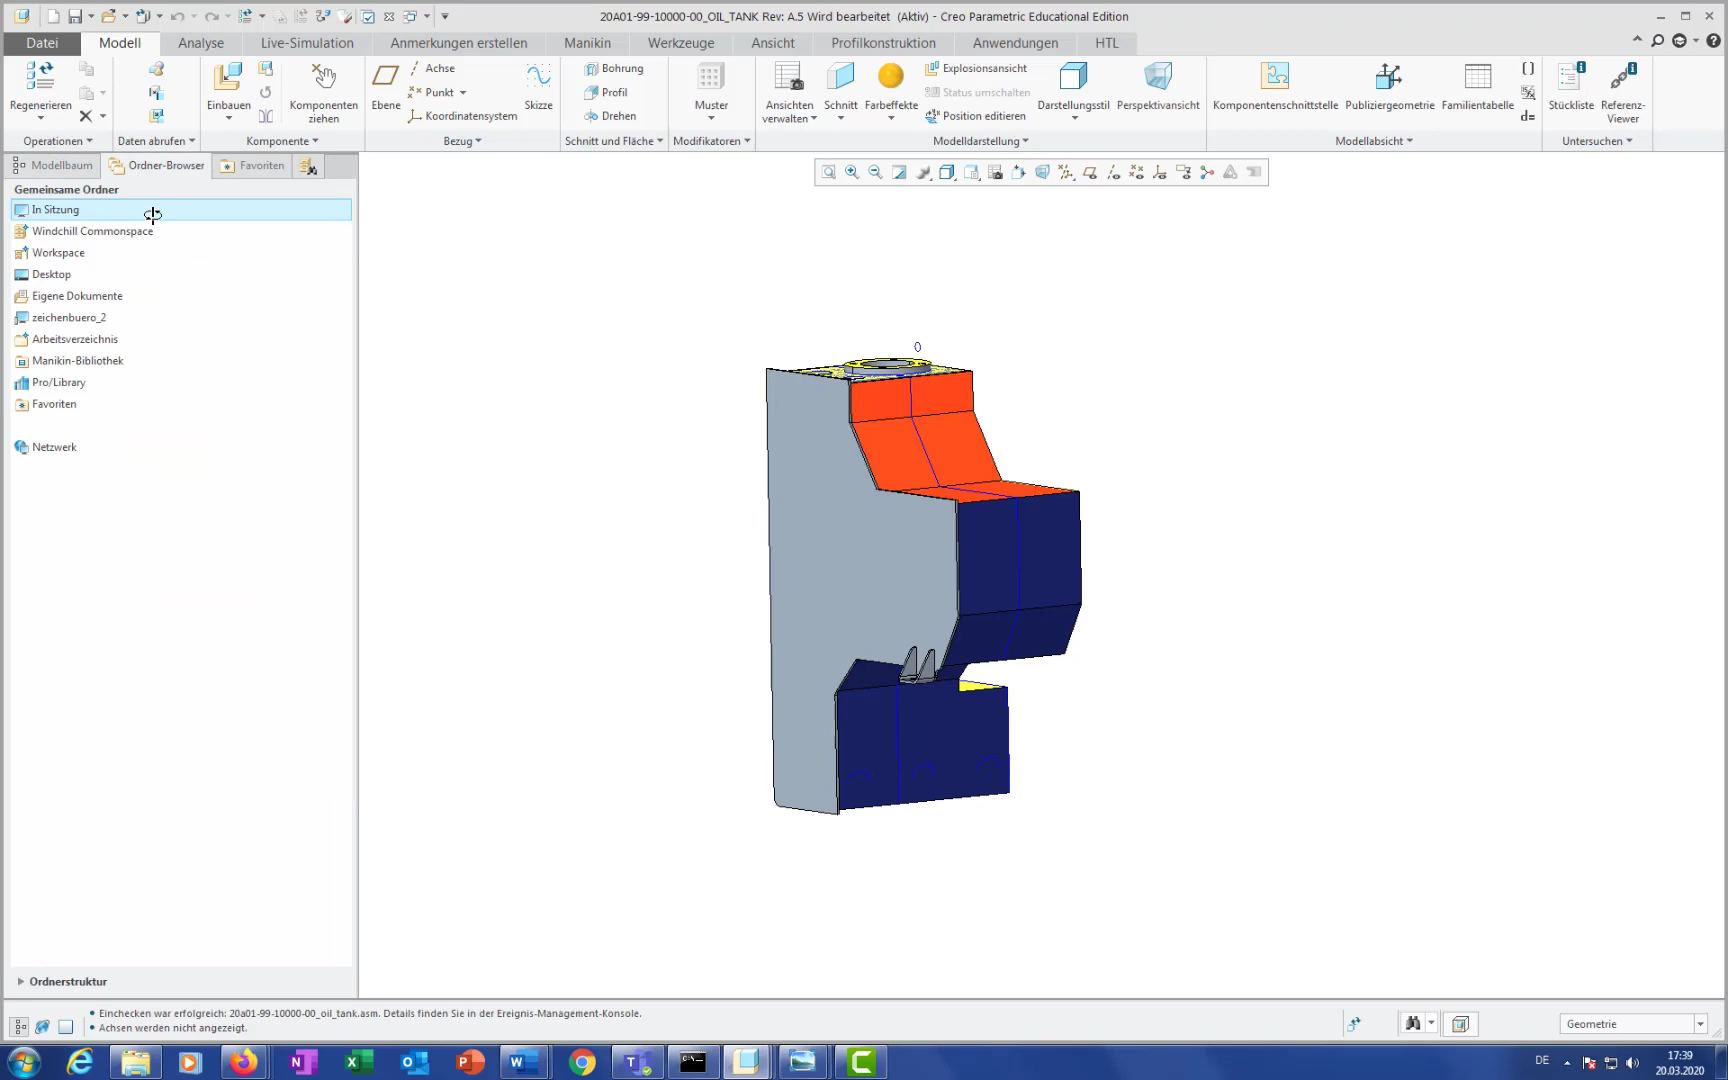 20A01-99-10000-00_OIL_TANK Rev: A.5 Wird bearbeitet (Aktiv) - Creo Parametric Educational Edition
Datei Modell Analyse Live-Simulation Anmerkungen erstellen Manikin Werkzeuge Ansicht Profilkonstruktion Anwendungen HTL
Achse Bohrung Explosionsansicht
Punkt Profil Status umschalten
Regenerieren Einbauen Komponenten ziehen Ebene Skizze Muster Ansichten verwalten Schnitt Farbeffekte Darstellungsstil Perspektivansicht Komponentenschnittstelle Publiziergeometrie Familientabelle Stückliste Referenz-Viewer
Koordinatensystem Drehen Position editieren
Operationen Daten abrufen Komponente Bezug Schnitt und Fläche Modifikatoren Modelldarstellung Modellabsicht Untersuchen
Modellbaum Ordner-Browser Favoriten
Gemeinsame Ordner
In Sitzung
Windchill Commonspace
Workspace
Desktop
Eigene Dokumente
zeichenbuero_2
Arbeitsverzeichnis
Manikin-Bibliothek
Pro/Library
Favoriten
Netzwerk
0
Ordnerstruktur
Einchecken war erfolgreich: 20a01-99-10000-00_oil_tank.asm. Details finden Sie in der Ereignis-Management-Konsole.
Achsen werden nicht angezeigt.
Geometrie
DE
17:39
20.03.2020